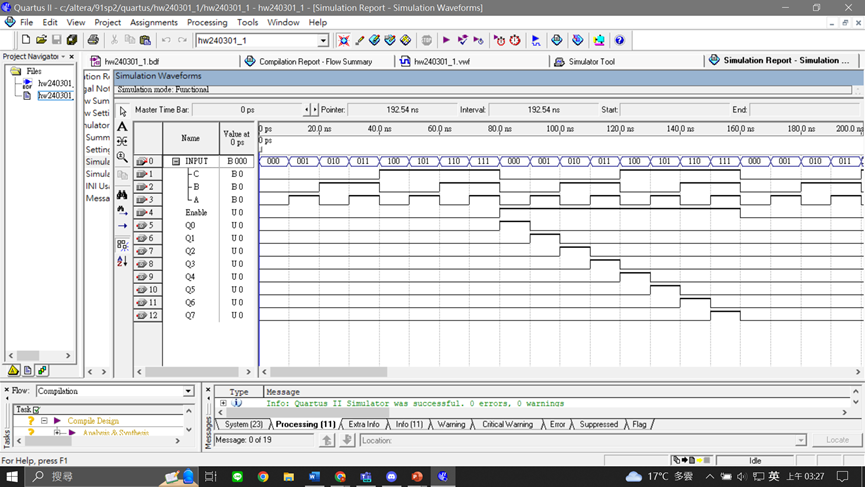 Quartus II - c:/altera/91sp2/quartus/hw240301_1/hw240301_1 - hw240301_1 - [Simulation Report - Simulation Waveforms]
File Edit View Project Assignments Processing Tools Window Help
hw240301_1
Project Navigator
Files
hw240301_
hw240301_
hw240301_1.bdf
Compilation Report - Flow Summary
hw240301_1.vwf
Simulator Tool
Simulation Report - Simulation ...
Simulation Waveforms
Simulation mode: Functional
Master Time Bar: 0 ps Pointer: 192.54 ns Interval: 192.54 ns Start: End:
Name
Value at
0 ps
0 ps 20.0 ns 40.0 ns 60.0 ns 80.0 ns 100.0 ns 120.0 ns 140.0 ns 160.0 ns 180.0 ns 200.0 ns
0 ps
0 INPUT B 000 000 001 010 011 100 101 110 111 000 001 010 011 100 101 110 111 000 001 010 011
1 C B 0
2 B B 0
3 A B 0
4 Enable U 0
5 Q0 U 0
6 Q1 U 0
7 Q2 U 0
8 Q3 U 0
9 Q4 U 0
10 Q5 U 0
11 Q6 U 0
12 Q7 U 0
Flow: Compilation
Task
Compile Design
Analysis & Synthesis
Tasks
Messages
Type Message
Info: Quartus II Simulator was successful. 0 errors, 0 warnings
System (23) Processing (11) Extra Info Info (11) Warning Critical Warning Error Suppressed Flag
Message: 0 of 19
Location:
Locate
For Help, press F1
Idle
搜尋
17°C 多雲
英 上午 03:27